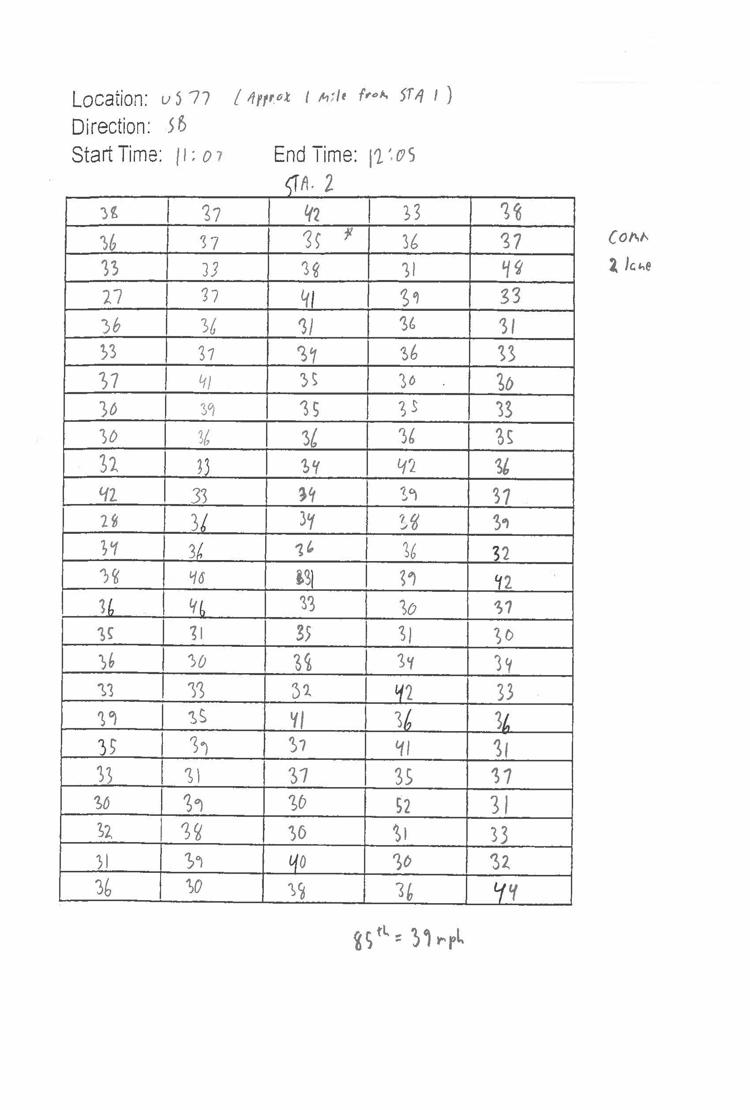 Location: US 77 (Approx 1 Mile from STA 1)
Direction: SB
Start Time: 11:07 End Time: 12:05
STA. 2
38 37 42 33 38
36 37 35 * 36 37 Comm
33 33 38 31 48 2 lane
27 37 41 39 33
36 36 31 36 31
33 37 34 36 33
37 41 35 30 30
30 39 35 35 33
30 36 36 36 35
32 33 34 42 36
42 33 34 39 37
28 36 34 38 39
34 36 36 36 32
38 40 31 39 42
36 46 33 30 37
35 31 35 31 30
36 30 38 34 34
33 33 32 42 33
39 35 41 36 36
35 39 37 41 31
33 31 37 35 37
30 39 30 52 31
32 38 30 31 33
31 39 40 30 32
36 30 38 36 44
85th = 39 mph